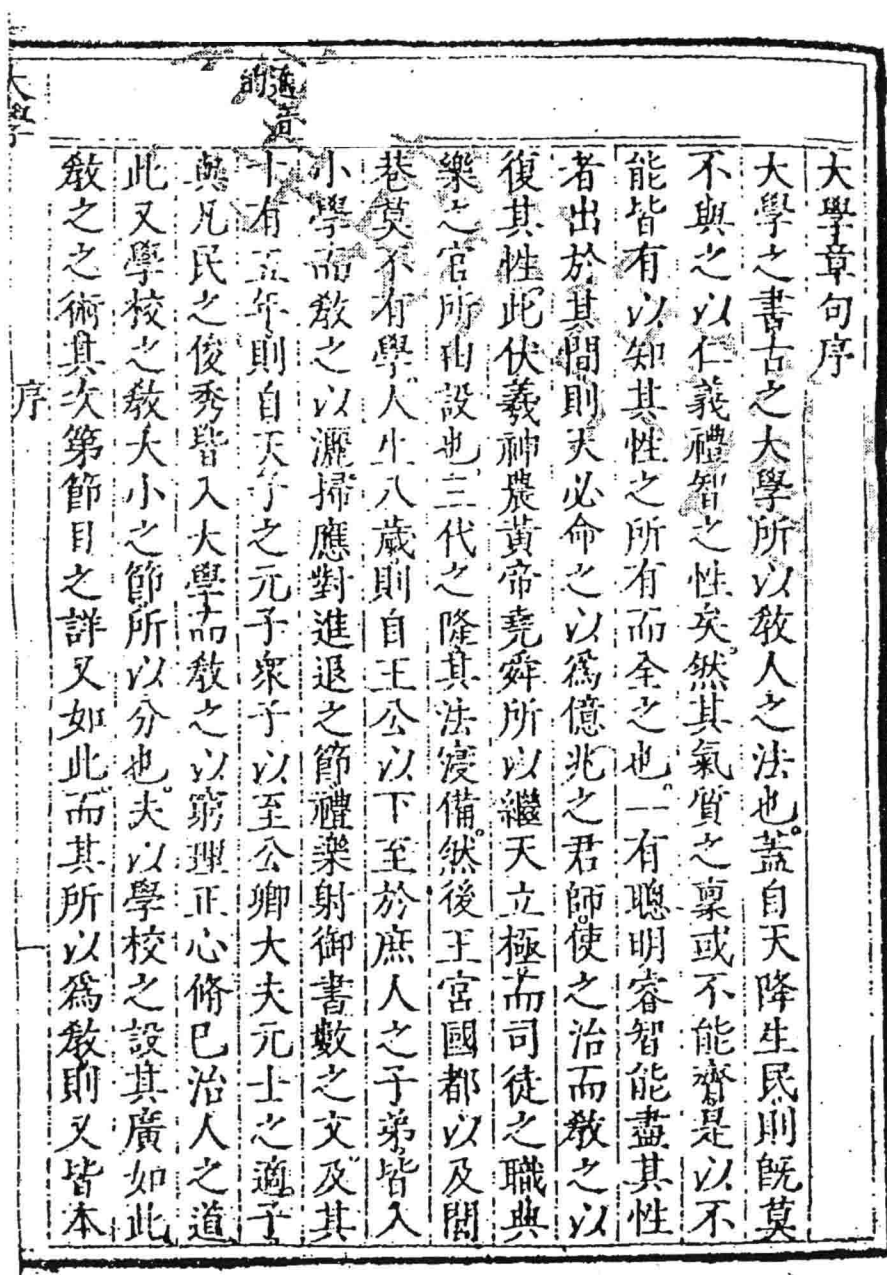 大學章句序
大學之書古之大學所以教人之法也。蓋自天降生民則旣莫
不與之以仁義禮智之性矣。然其氣質之稟或不能齊是以不
能皆有以知其性之所有而全之也。一有聰明睿智能盡其性
者出於其閒則天必命之以爲億兆之君師。使之治而教之以
復其性。此伏羲神農黃帝堯舜所以繼天立極而司徒之職典
樂之官所由設也。三代之隆其法寖備。然後王宮國都以及閭
巷莫不有學。人生八歲則自王公以下至於庶人之子弟皆入
小學而教之以灑掃應對進退之節禮樂射御書數之文。及其
十有五年則自天子之元子衆子以至公卿大夫元士之適子
與凡民之俊秀皆入大學而教之以窮理正心脩己治人之道
此又學校之教大小之節所以分也。夫以學校之設其廣如此
教之之術其次第節目之詳又如此。而其所以爲教則又皆本
適音
的
大學
序